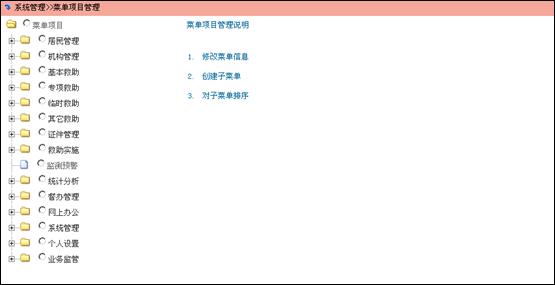 系统管理>>菜单项目管理
菜单项目
居民管理
机构管理
基本救助
专项救助
临时救助
其它救助
证件管理
救助实施
监测预警
统计分析
督办管理
网上办公
系统管理
个人设置
业务监管
菜单项目管理说明
1. 修改菜单信息
2. 创建子菜单
3. 对子菜单排序